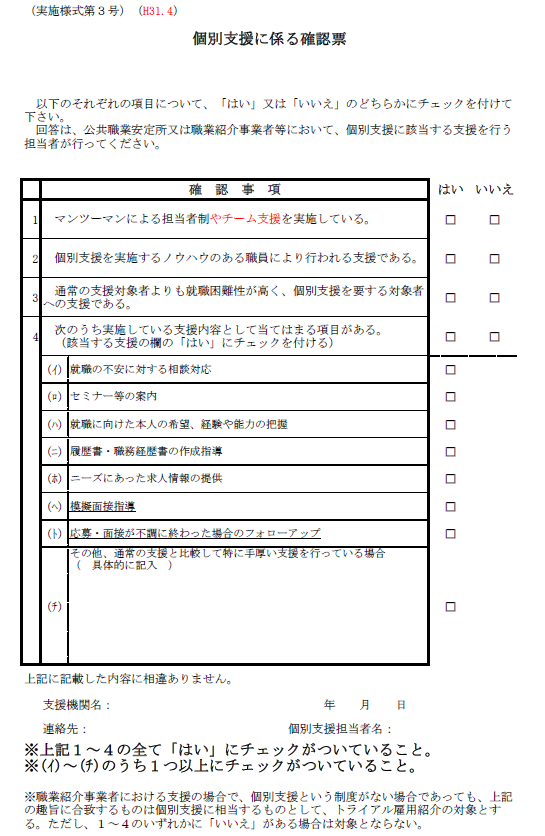 （実施様式第３号）（H31.4）
個別支援に係る確認票
以下のそれぞれの項目について、「はい」又は「いいえ」のどちらかにチェックを付けて
下さい。
回答は、公共職業安定所又は職業紹介事業者等において、個別支援に該当する支援を行う
担当者が行ってください。
確 認 事 項 はい いいえ
1 マンツーマンによる担当者制やチーム支援を実施している。 □ □
2 個別支援を実施するノウハウのある職員により行われる支援である。 □ □
3 通常の支援対象者よりも就職困難性が高く、個別支援を要する対象者
への支援である。 □ □
4 次のうち実施している支援内容として当てはまる項目がある。
（該当する支援の欄の「はい」にチェックを付ける） □ □
(ｲ) 就職の不安に対する相談対応 □
(ﾛ) セミナー等の案内 □
(ﾊ) 就職に向けた本人の希望、経験や能力の把握 □
(ﾆ) 履歴書・職務経歴書の作成指導 □
(ﾎ) ニーズにあった求人情報の提供 □
(ﾍ) 模擬面接指導 □
(ﾄ) 応募・面接が不調に終わった場合のフォローアップ □
その他、通常の支援と比較して特に手厚い支援を行っている場合
（ 具体的に記入 ）
(ﾁ) □
上記に記載した内容に相違ありません。
支援機関名： 年 月 日
連絡先： 個別支援担当者名：
※上記１～４の全て「はい」にチェックがついていること。
※(ｲ)～(ﾁ)のうち１つ以上にチェックがついていること。
※職業紹介事業者における支援の場合で、個別支援という制度がない場合であっても、上記
の趣旨に合致するものは個別支援に相当するものとして、トライアル雇用紹介の対象とす
る。ただし、１～４のいずれかに「いいえ」がある場合は対象とならない。